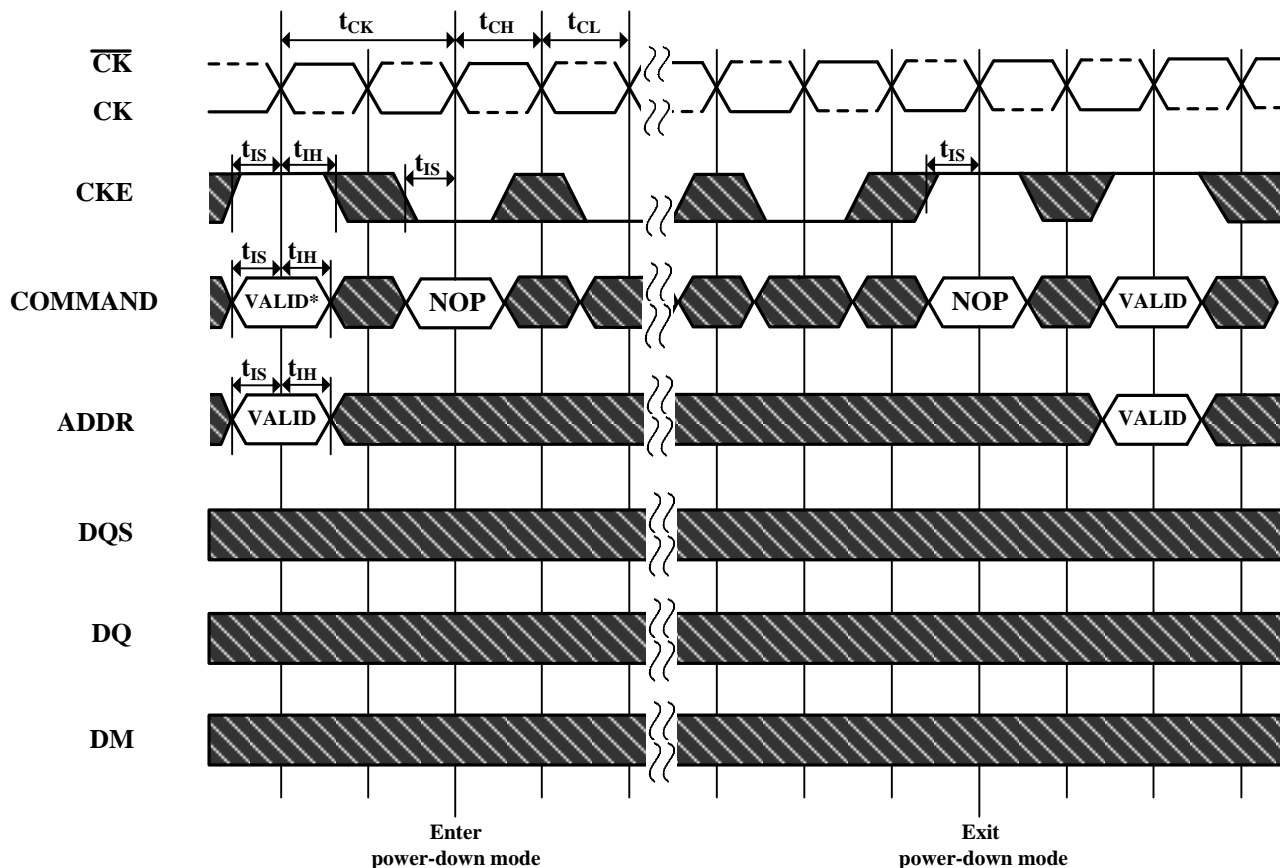 tCK tCH tCL
CK
CK
tIS tIH tIS tIS
CKE
tIS tIH
COMMAND VALID* NOP NOP VALID
tIS tIH
ADDR VALID VALID
DQS
DQ
DM
Enter
power-down mode
Exit
power-down mode